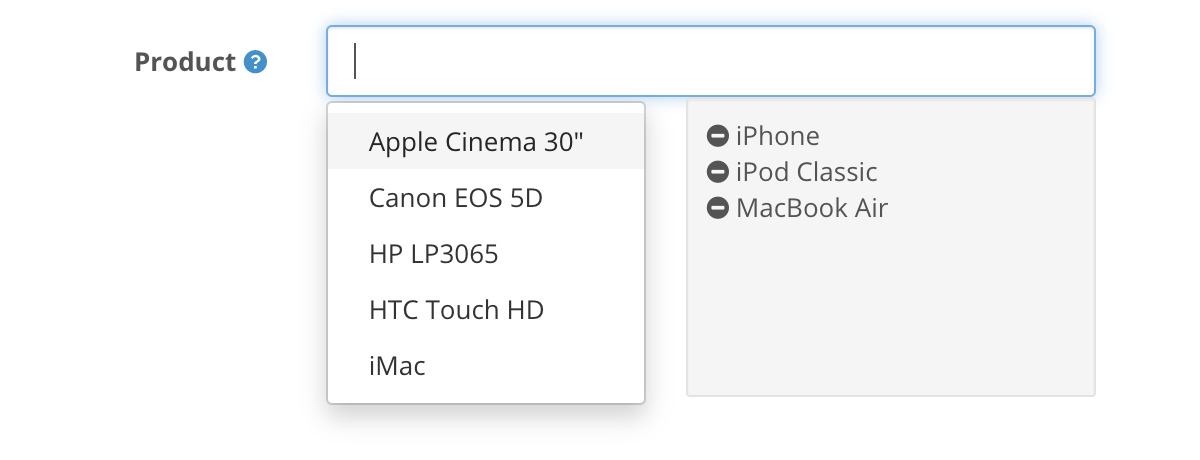 Product ?
Apple Cinema 30"
Canon EOS 5D
HP LP3065
HTC Touch HD
iMac
iPhone
iPod Classic
MacBook Air